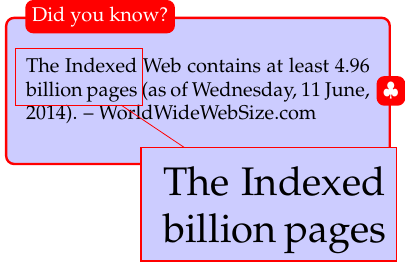 Did you know?
The Indexed Web contains at least 4.96
billion pages (as of Wednesday, 11 June,
2014). – WorldWideWebSize.com
The Indexed
billion pages